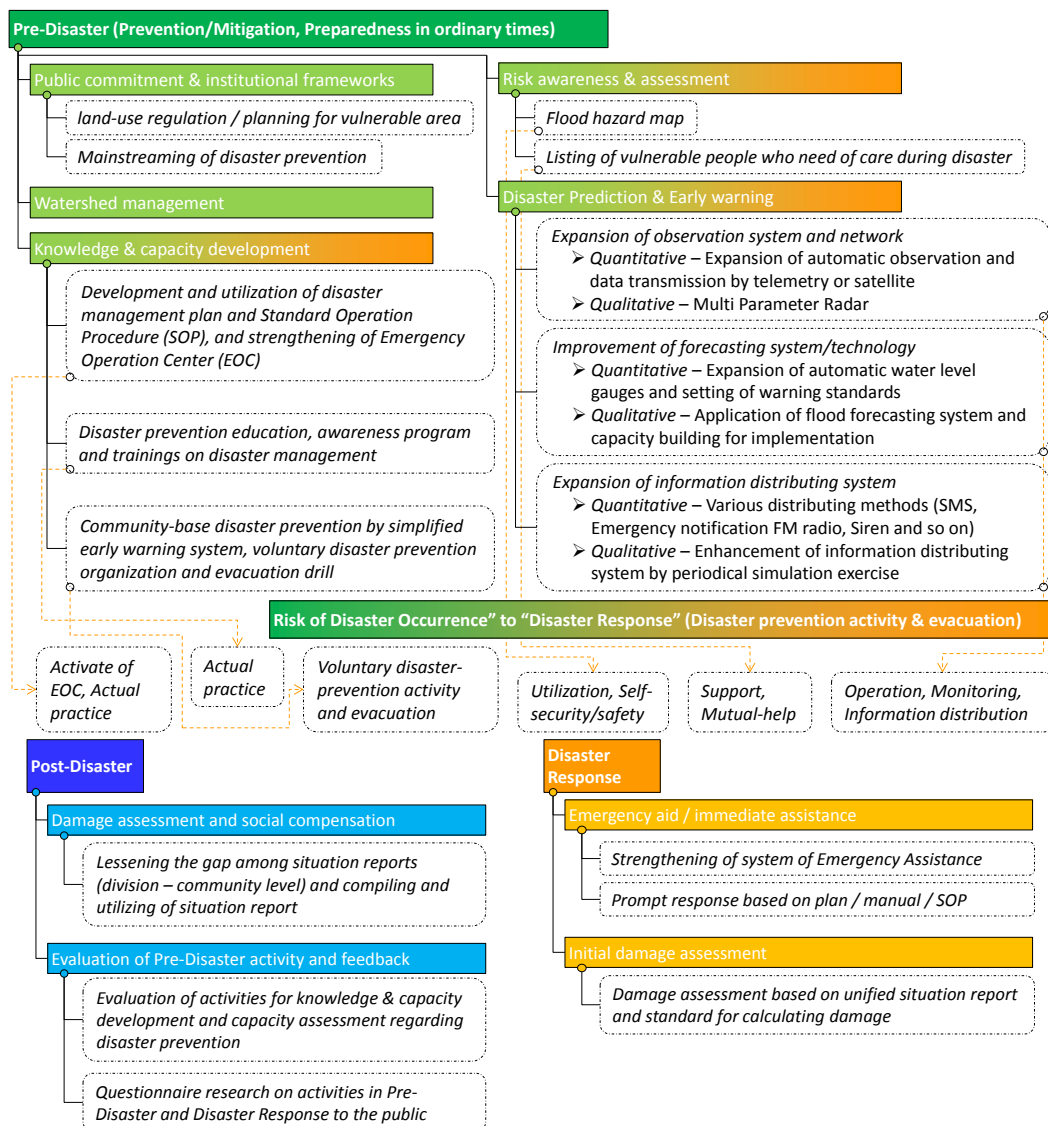 Pre-Disaster (Prevention/Mitigation, Preparedness in ordinary times)
Public commitment & institutional frameworks
land-use regulation / planning for vulnerable area
Mainstreaming of disaster prevention
Watershed management
Knowledge & capacity development
Development and utilization of disaster
management plan and Standard Operation
Procedure (SOP), and strengthening of Emergency
Operation Center (EOC)
Disaster prevention education, awareness program
and trainings on disaster management
Community-base disaster prevention by simplified
early warning system, voluntary disaster prevention
organization and evacuation drill
Risk awareness & assessment
Flood hazard map
Listing of vulnerable people who need of care during disaster
Disaster Prediction & Early warning
Expansion of observation system and network
➢ Quantitative – Expansion of automatic observation and
data transmission by telemetry or satellite
➢ Qualitative – Multi Parameter Radar
Improvement of forecasting system/technology
➢ Quantitative – Expansion of automatic water level
gauges and setting of warning standards
➢ Qualitative – Application of flood forecasting system and
capacity building for implementation
Expansion of information distributing system
➢ Quantitative – Various distributing methods (SMS,
Emergency notification FM radio, Siren and so on)
➢ Qualitative – Enhancement of information distributing
system by periodical simulation exercise
Risk of Disaster Occurrence” to “Disaster Response” (Disaster prevention activity & evacuation)
Activate of
EOC, Actual
practice
Actual
practice
Voluntary disaster-
prevention activity
and evacuation
Utilization, Self-
security/safety
Support,
Mutual-help
Operation, Monitoring,
Information distribution
Post-Disaster
Damage assessment and social compensation
Lessening the gap among situation reports
(division – community level) and compiling and
utilizing of situation report
Evaluation of Pre-Disaster activity and feedback
Evaluation of activities for knowledge & capacity
development and capacity assessment regarding
disaster prevention
Questionnaire research on activities in Pre-
Disaster and Disaster Response to the public
Disaster
Response
Emergency aid / immediate assistance
Strengthening of system of Emergency Assistance
Prompt response based on plan / manual / SOP
Initial damage assessment
Damage assessment based on unified situation report
and standard for calculating damage